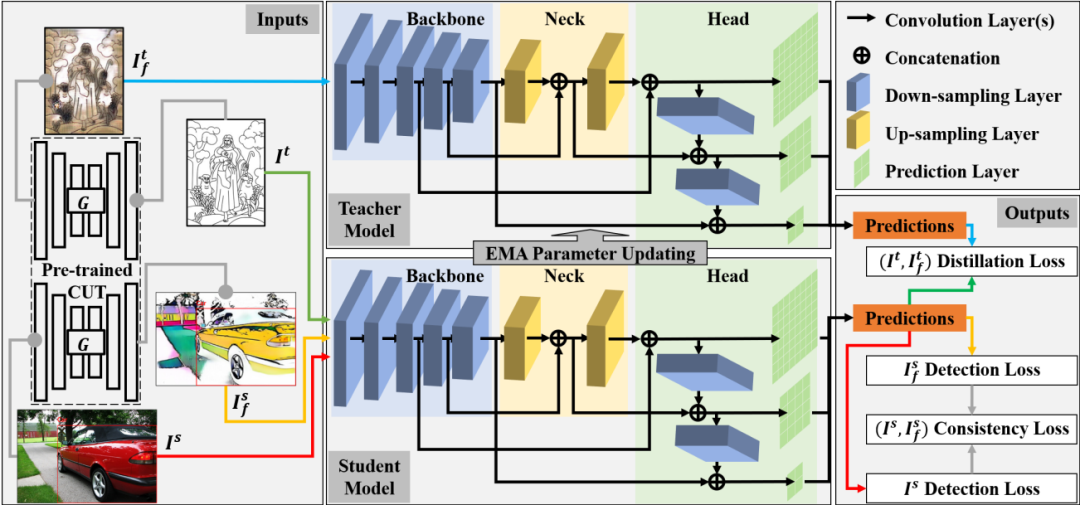 Inputs
I_f^t
I^t
G
Pre-trained
CUT
G
I_f^s
I^s
Backbone
Neck
Head
Teacher
Model
EMA Parameter Updating
Backbone
Neck
Head
Student
Model
Convolution Layer(s)
Concatenation
Down-sampling Layer
Up-sampling Layer
Prediction Layer
Outputs
Predictions
(I^t, I_f^t) Distillation Loss
Predictions
I_f^s Detection Loss
(I^s, I_f^s) Consistency Loss
I^s Detection Loss